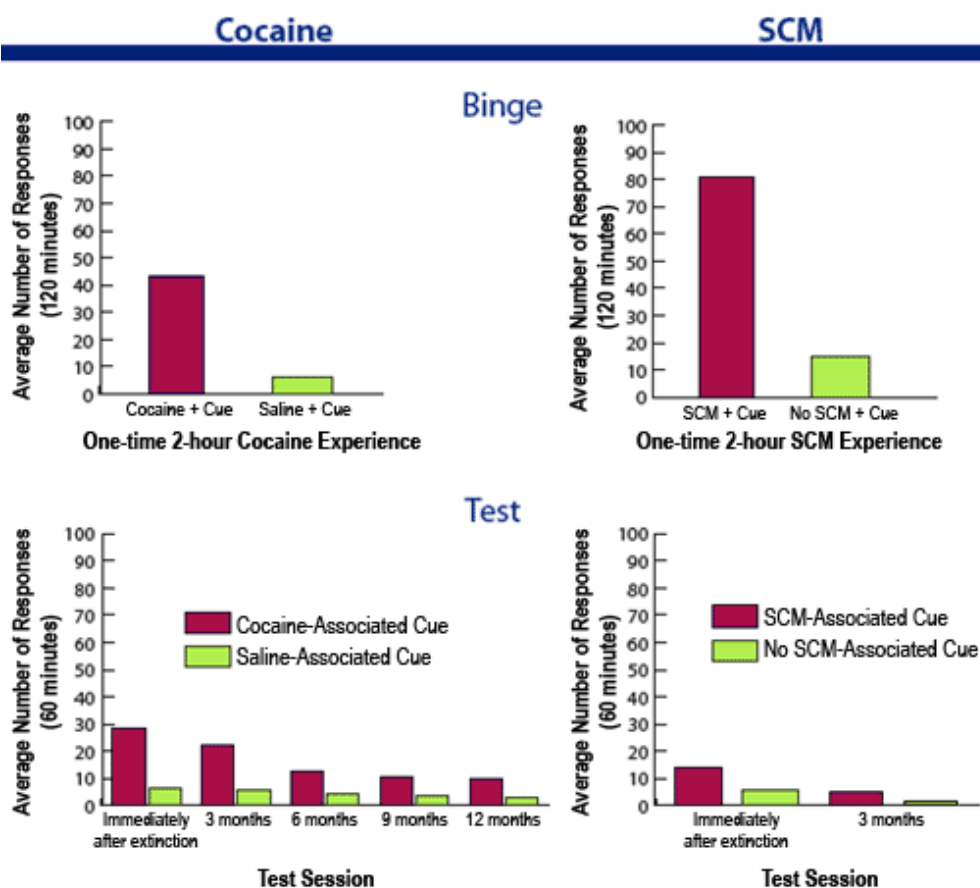 Cocaine
SCM
Binge
Average Number of Responses
(120 minutes)
100
90
80
70
60
50
40
30
20
10
0
Cocaine + Cue
Saline + Cue
One-time 2-hour Cocaine Experience
Average Number of Responses
(120 minutes)
100
90
80
70
60
50
40
30
20
10
0
SCM + Cue
No SCM + Cue
One-time 2-hour SCM Experience
Test
Average Number of Responses
(60 minutes)
100
90
80
70
60
50
40
30
20
10
0
Cocaine-Associated Cue
Saline-Associated Cue
Immediately
after extinction
3 months
6 months
9 months
12 months
Test Session
Average Number of Responses
(60 minutes)
100
90
80
70
60
50
40
30
20
10
0
SCM-Associated Cue
No SCM-Associated Cue
Immediately
after extinction
3 months
Test Session